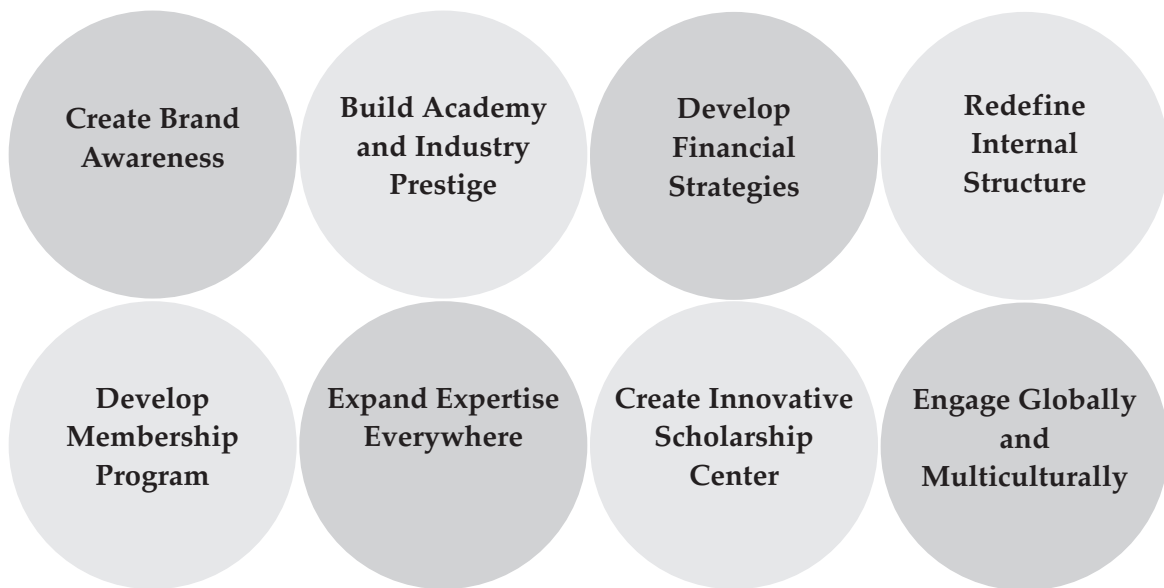 Create Brand
Awareness
Build Academy
and Industry
Prestige
Develop
Financial
Strategies
Redefine
Internal
Structure
Develop
Membership
Program
Expand Expertise
Everywhere
Create Innovative
Scholarship
Center
Engage Globally
and
Multiculturally